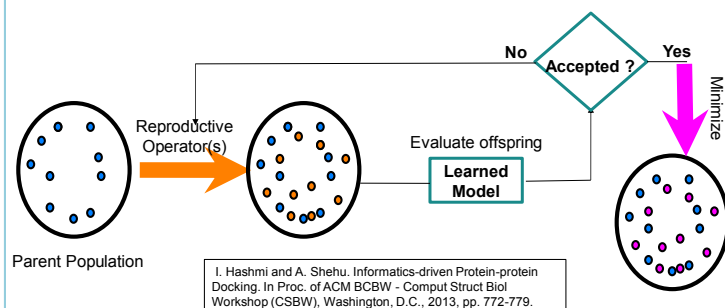 No
Accepted ?
Yes
Minimize
Reproductive
Operator(s)
Evaluate offspring
Learned
Model
Parent Population
I. Hashmi and A. Shehu. Informatics-driven Protein-protein
Docking. In Proc. of ACM BCBW - Comput Struct Biol
Workshop (CSBW), Washington, D.C., 2013, pp. 772-779.